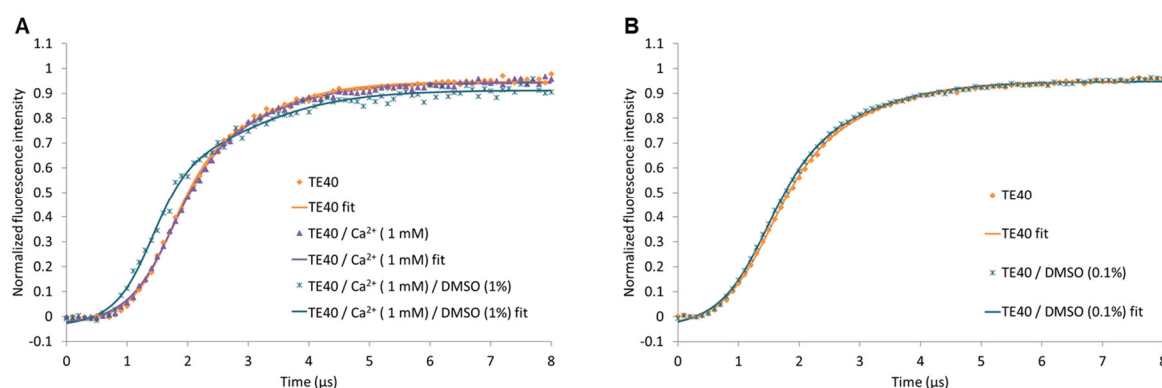 A
Normalized fluorescence intensity
1.1
1
0.9
0.8
0.7
0.6
0.5
0.4
0.3
0.2
0.1
0
-0.1
0 1 2 3 4 5 6 7 8
Time (µs)
TE40
TE40 fit
TE40 / Ca²⁺ ( 1 mM)
TE40 / Ca²⁺ ( 1 mM) fit
TE40 / Ca²⁺ ( 1 mM) / DMSO (1%)
TE40 / Ca²⁺ ( 1 mM) / DMSO (1%) fit
B
Normalized fluorescence intensity
1.1
1
0.9
0.8
0.7
0.6
0.5
0.4
0.3
0.2
0.1
0
-0.1
0 1 2 3 4 5 6 7 8
Time (µs)
TE40
TE40 fit
TE40 / DMSO (0.1%)
TE40 / DMSO (0.1%) fit